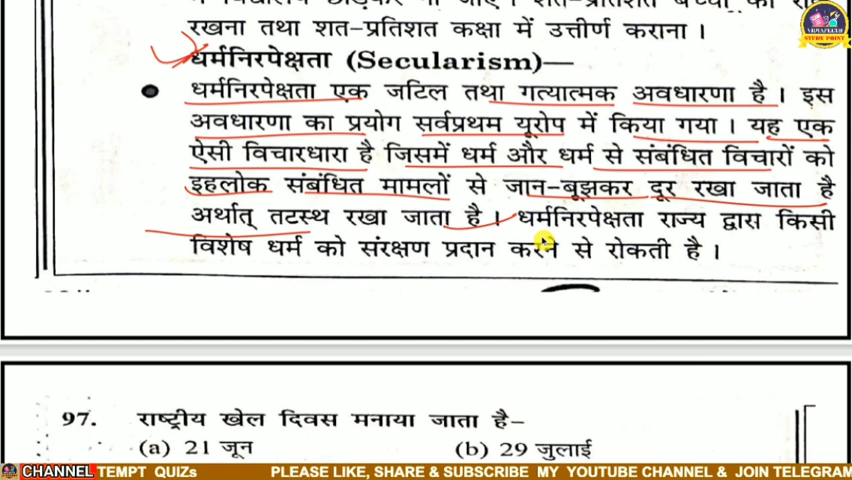 रखना तथा शत-प्रतिशत कक्षा में उत्तीर्ण कराना ।
धर्मनिरपेक्षता (Secularism)—
● धर्मनिरपेक्षता एक जटिल तथा गत्यात्मक अवधारणा है । इस
अवधारणा का प्रयोग सर्वप्रथम यूरोप में किया गया । यह एक
ऐसी विचारधारा है जिसमें धर्म और धर्म से संबंधित विचारों को
इहलोक संबंधित मामलों से जान-बूझकर दूर रखा जाता है
अर्थात् तटस्थ रखा जाता है । धर्मनिरपेक्षता राज्य द्वारा किसी
विशेष धर्म को संरक्षण प्रदान करने से रोकती है ।
97. राष्ट्रीय खेल दिवस मनाया जाता है–
(a) 21 जून (b) 29 जुलाई
CHANNEL TEMPT QUIZs PLEASE LIKE, SHARE & SUBSCRIBE MY YOUTUBE CHANNEL & JOIN TELEGRAM
STUDY POINT